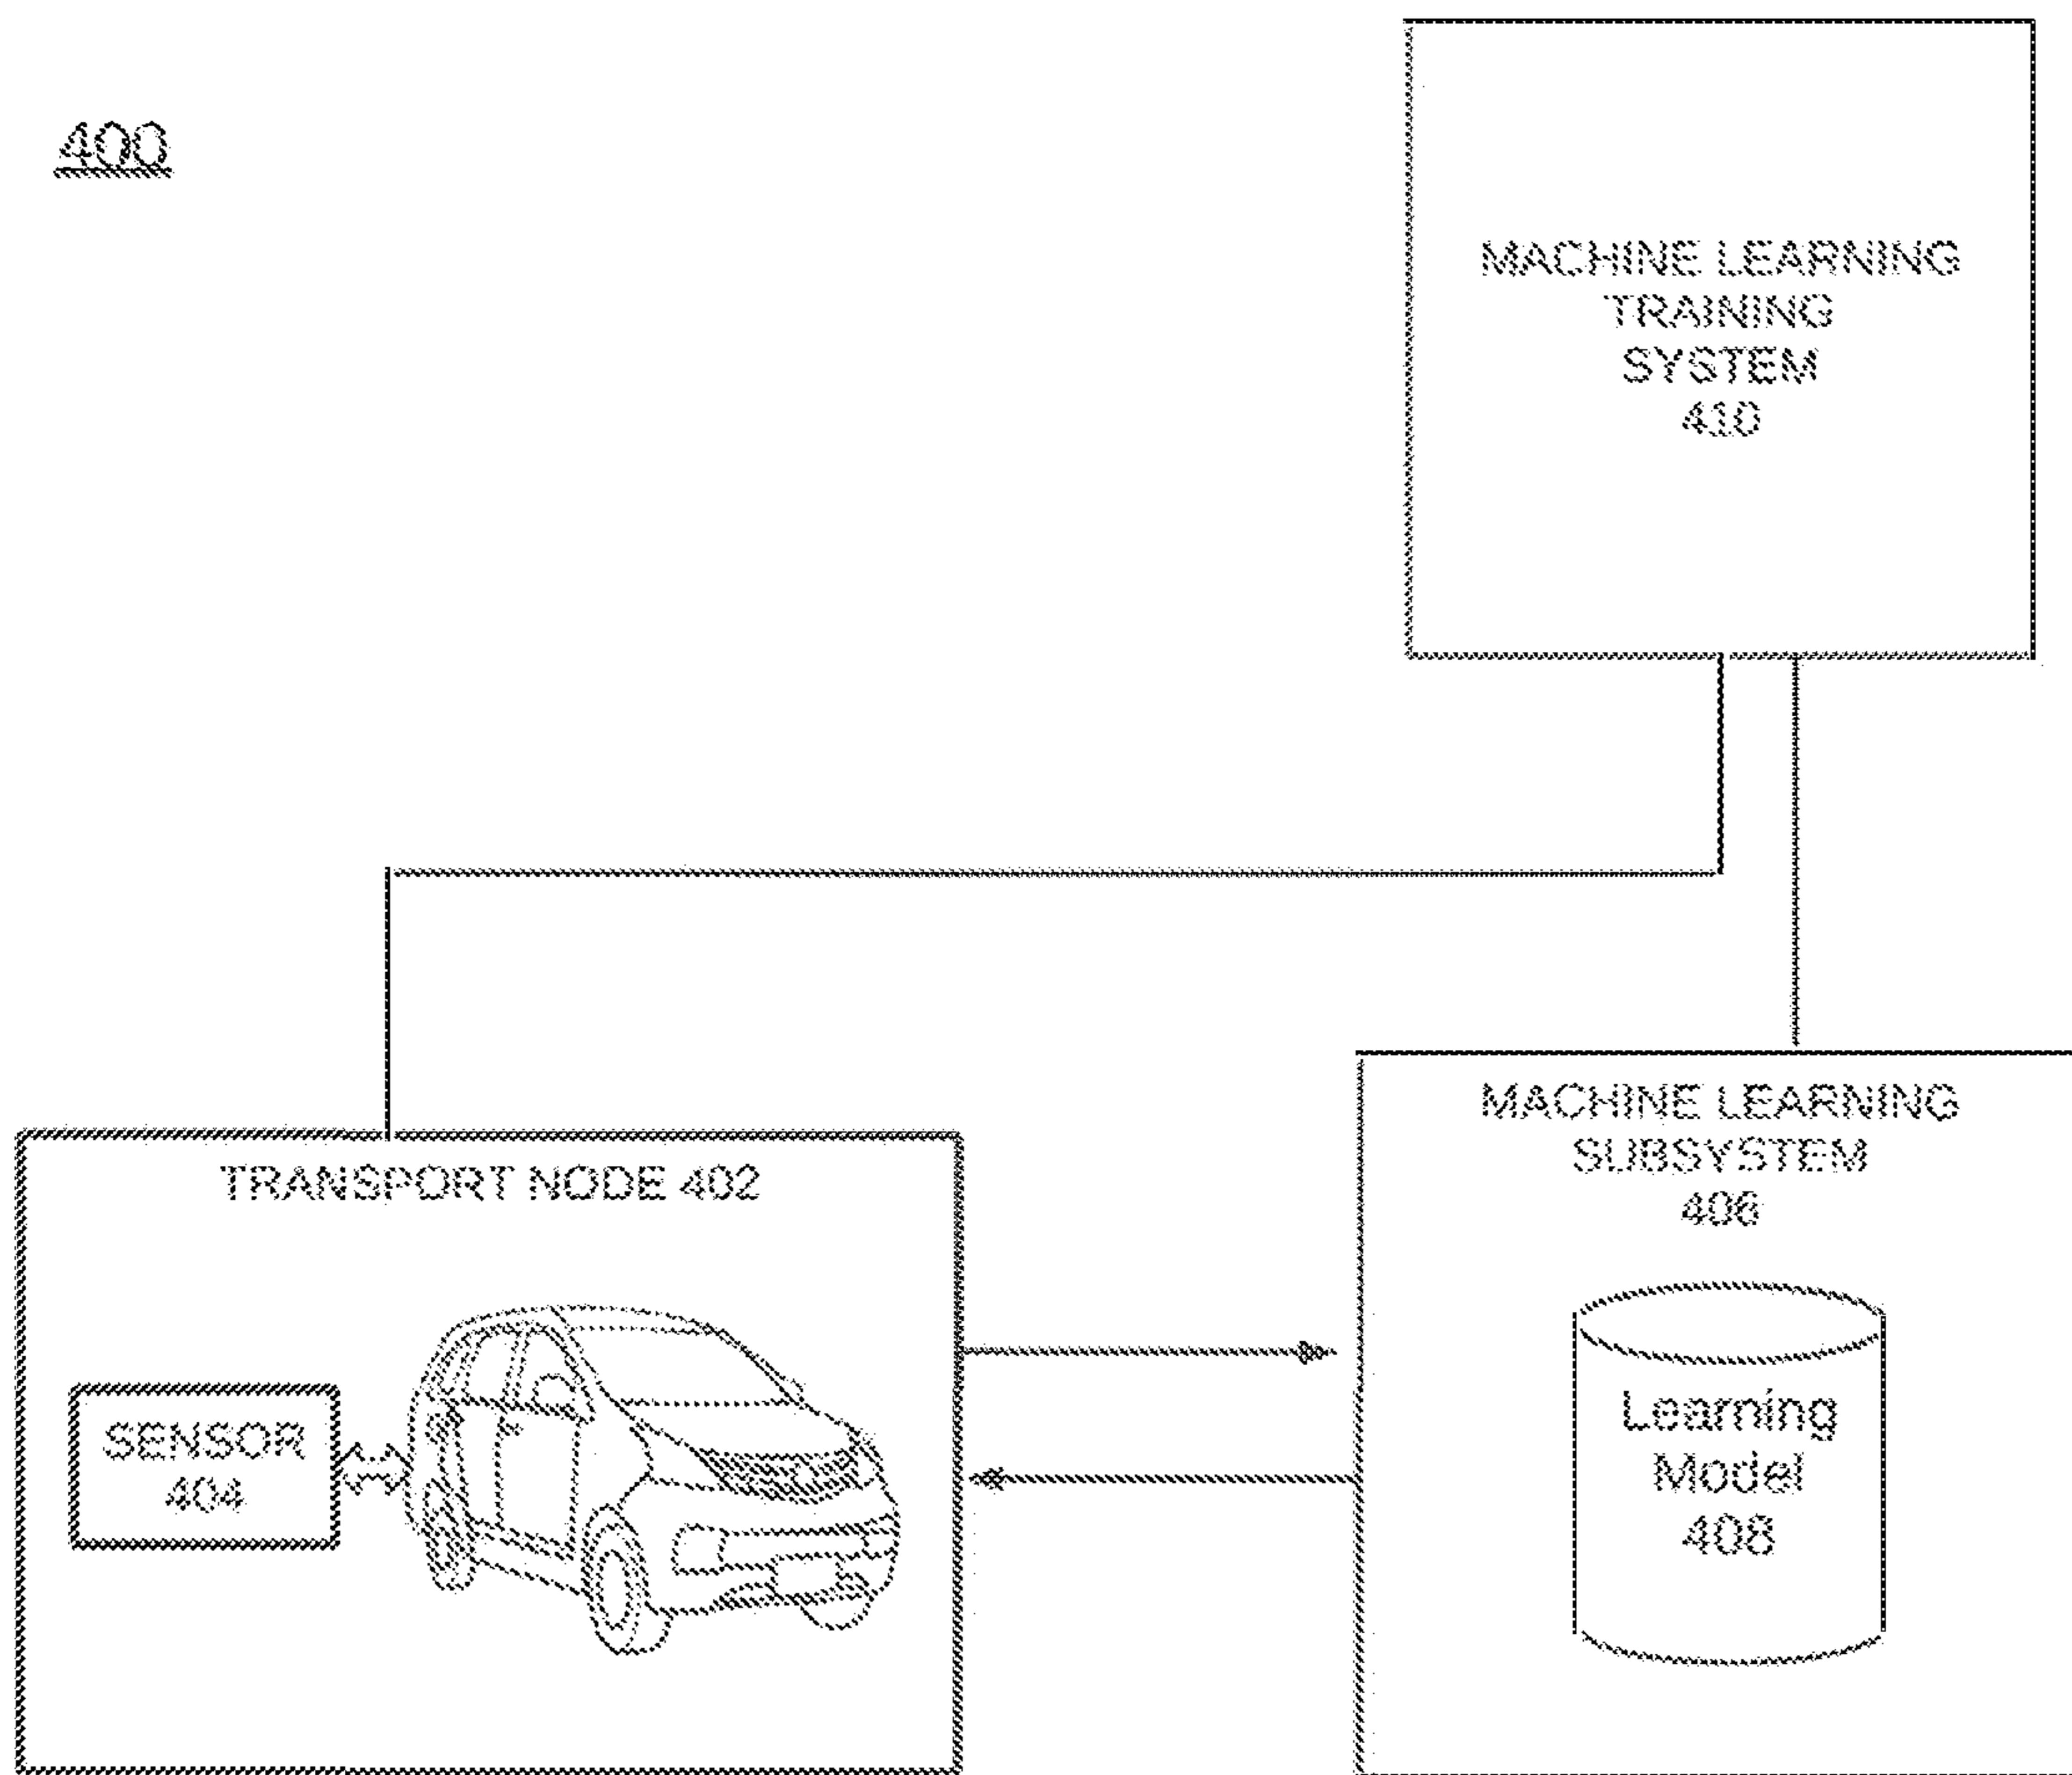 400
MACHINE LEARNING
TRAINING
SYSTEM
410
TRANSPORT NODE 402
SENSOR
404
MACHINE LEARNING
SUBSYSTEM
406
Learning
Model
408